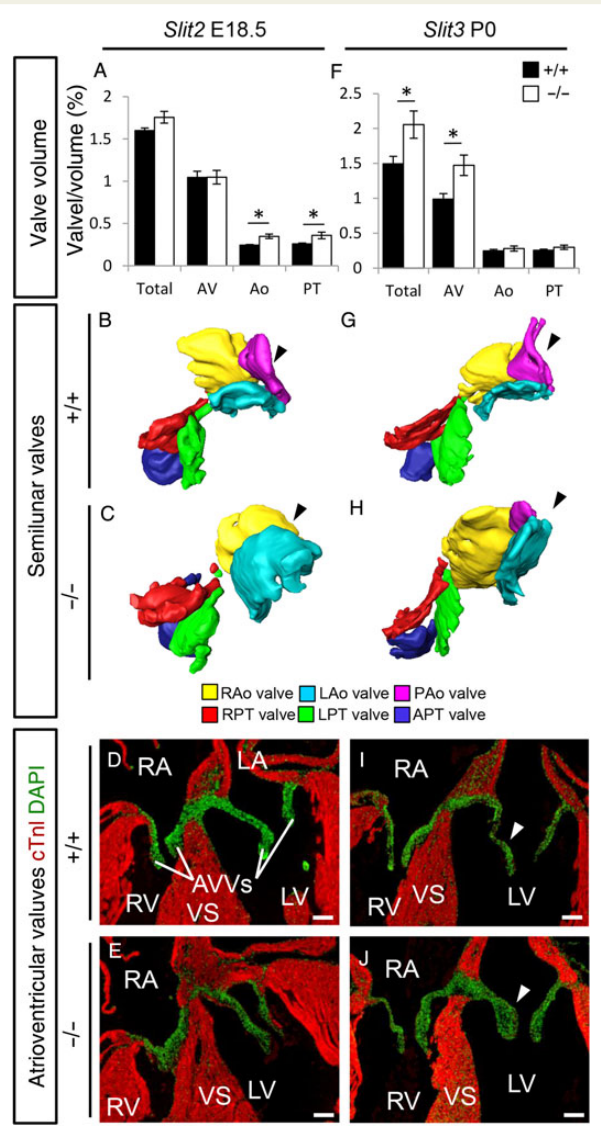 Slit2 E18.5
Slit3 P0
Valve volume
A
Valvel/volume (%)
2
1.5
1
0.5
0
*
*
Total AV Ao PT
F
+/+
−/−
2.5
2
1.5
1
0.5
0
*
*
Total AV Ao PT
Semilunar valves
+/+
B
G
−/−
C
H
RAo valve LAo valve PAo valve
RPT valve LPT valve APT valve
Atrioventricular valuves cTnI DAPI
+/+
D
RA
LA
AVVs
RV
VS
LV
I
RA
RV
VS
LV
−/−
E
RA
RV
VS
LV
J
RA
RV
VS
LV